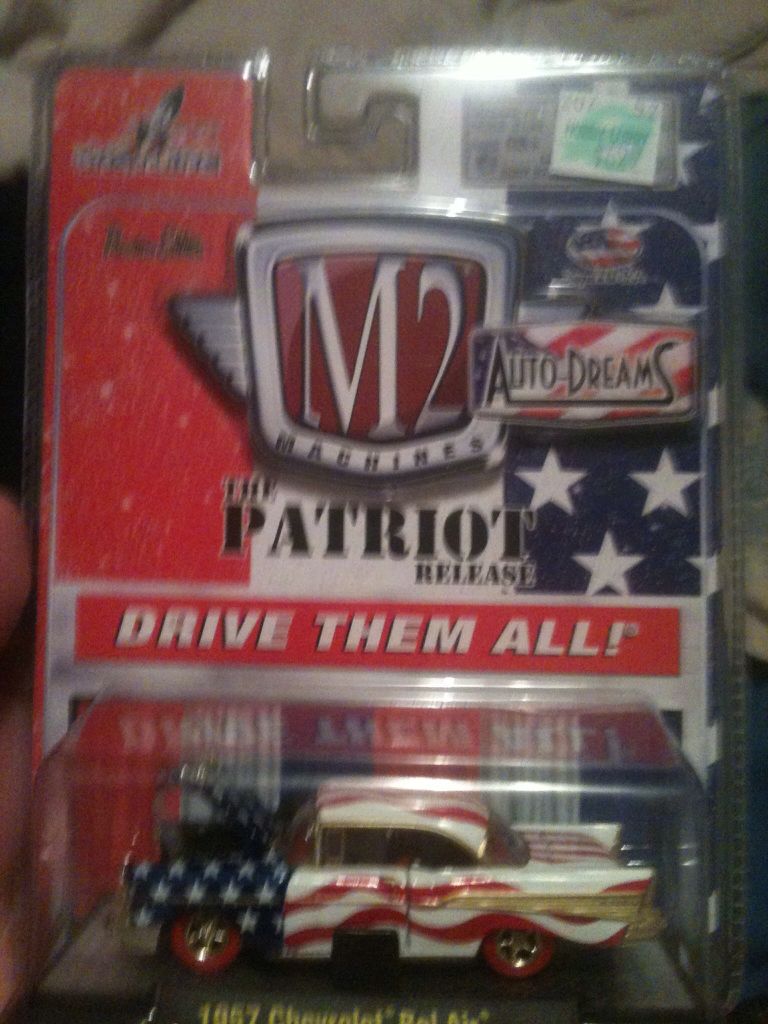 M2
MACHINES
AUTO-DREAMS
THE
PATRIOT
RELEASE
DRIVE THEM ALL!®
1957 Chevrolet® Bel Air®